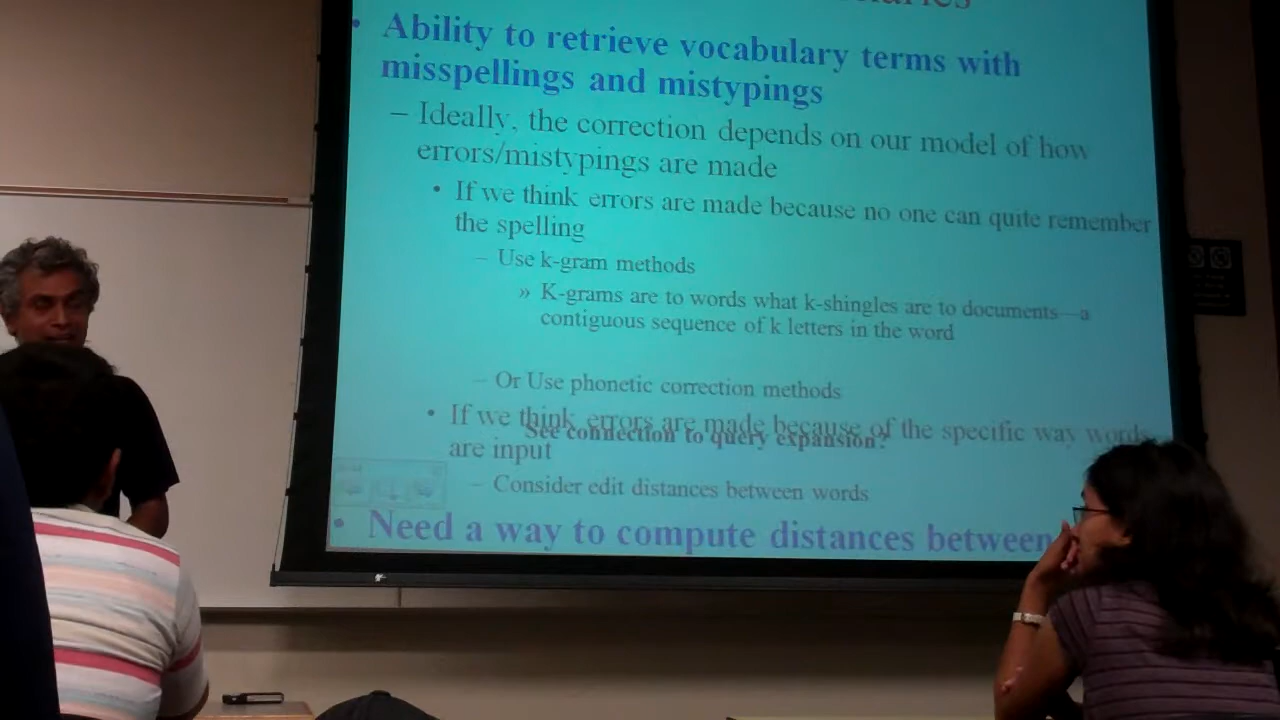 • Ability to retrieve vocabulary terms with
misspellings and mistypings
– Ideally, the correction depends on our model of how
errors/mistypings are made
• If we think errors are made because no one can quite remember
the spelling
– Use k-gram methods
» K-grams are to words what k-shingles are to documents—a
contiguous sequence of k letters in the word
– Or Use phonetic correction methods
• If we think errors are made because of the specific way words
See connection to query expansion?
are input
– Consider edit distances between words
• Need a way to compute distances between